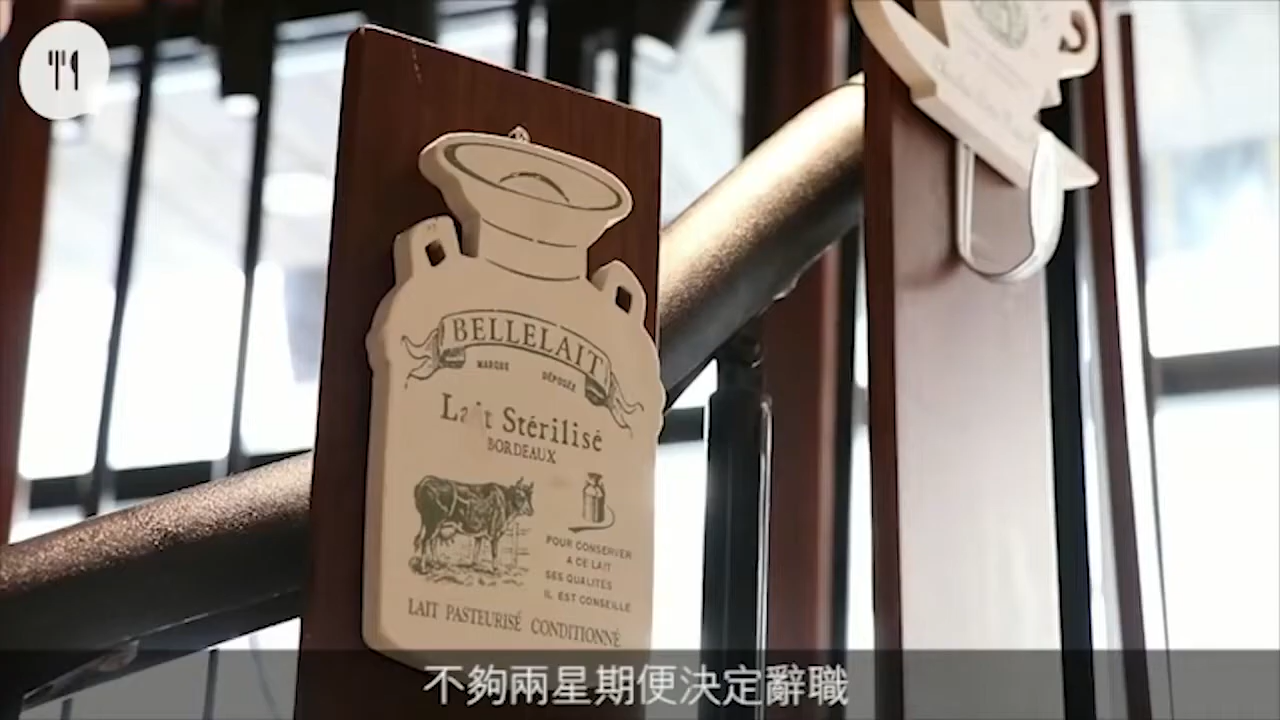 BELLELAIT
MARQUE DÉPOSÉE
Lait Stérilisé
BORDEAUX
POUR CONSERVER
A CE LAIT
SES QUALITÉS
IL EST CONSEILLÉ
LAIT PASTEURISÉ CONDITIONNÉ
不夠兩星期便決定辭職